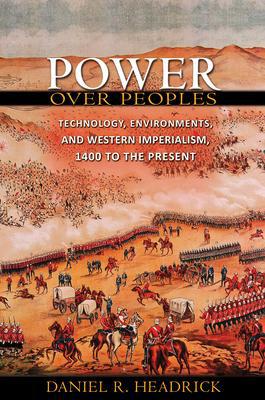 POWER
OVER PEOPLES
TECHNOLOGY, ENVIRONMENTS,
AND WESTERN IMPERIALISM,
1400 TO THE PRESENT
DANIEL R. HEADRICK